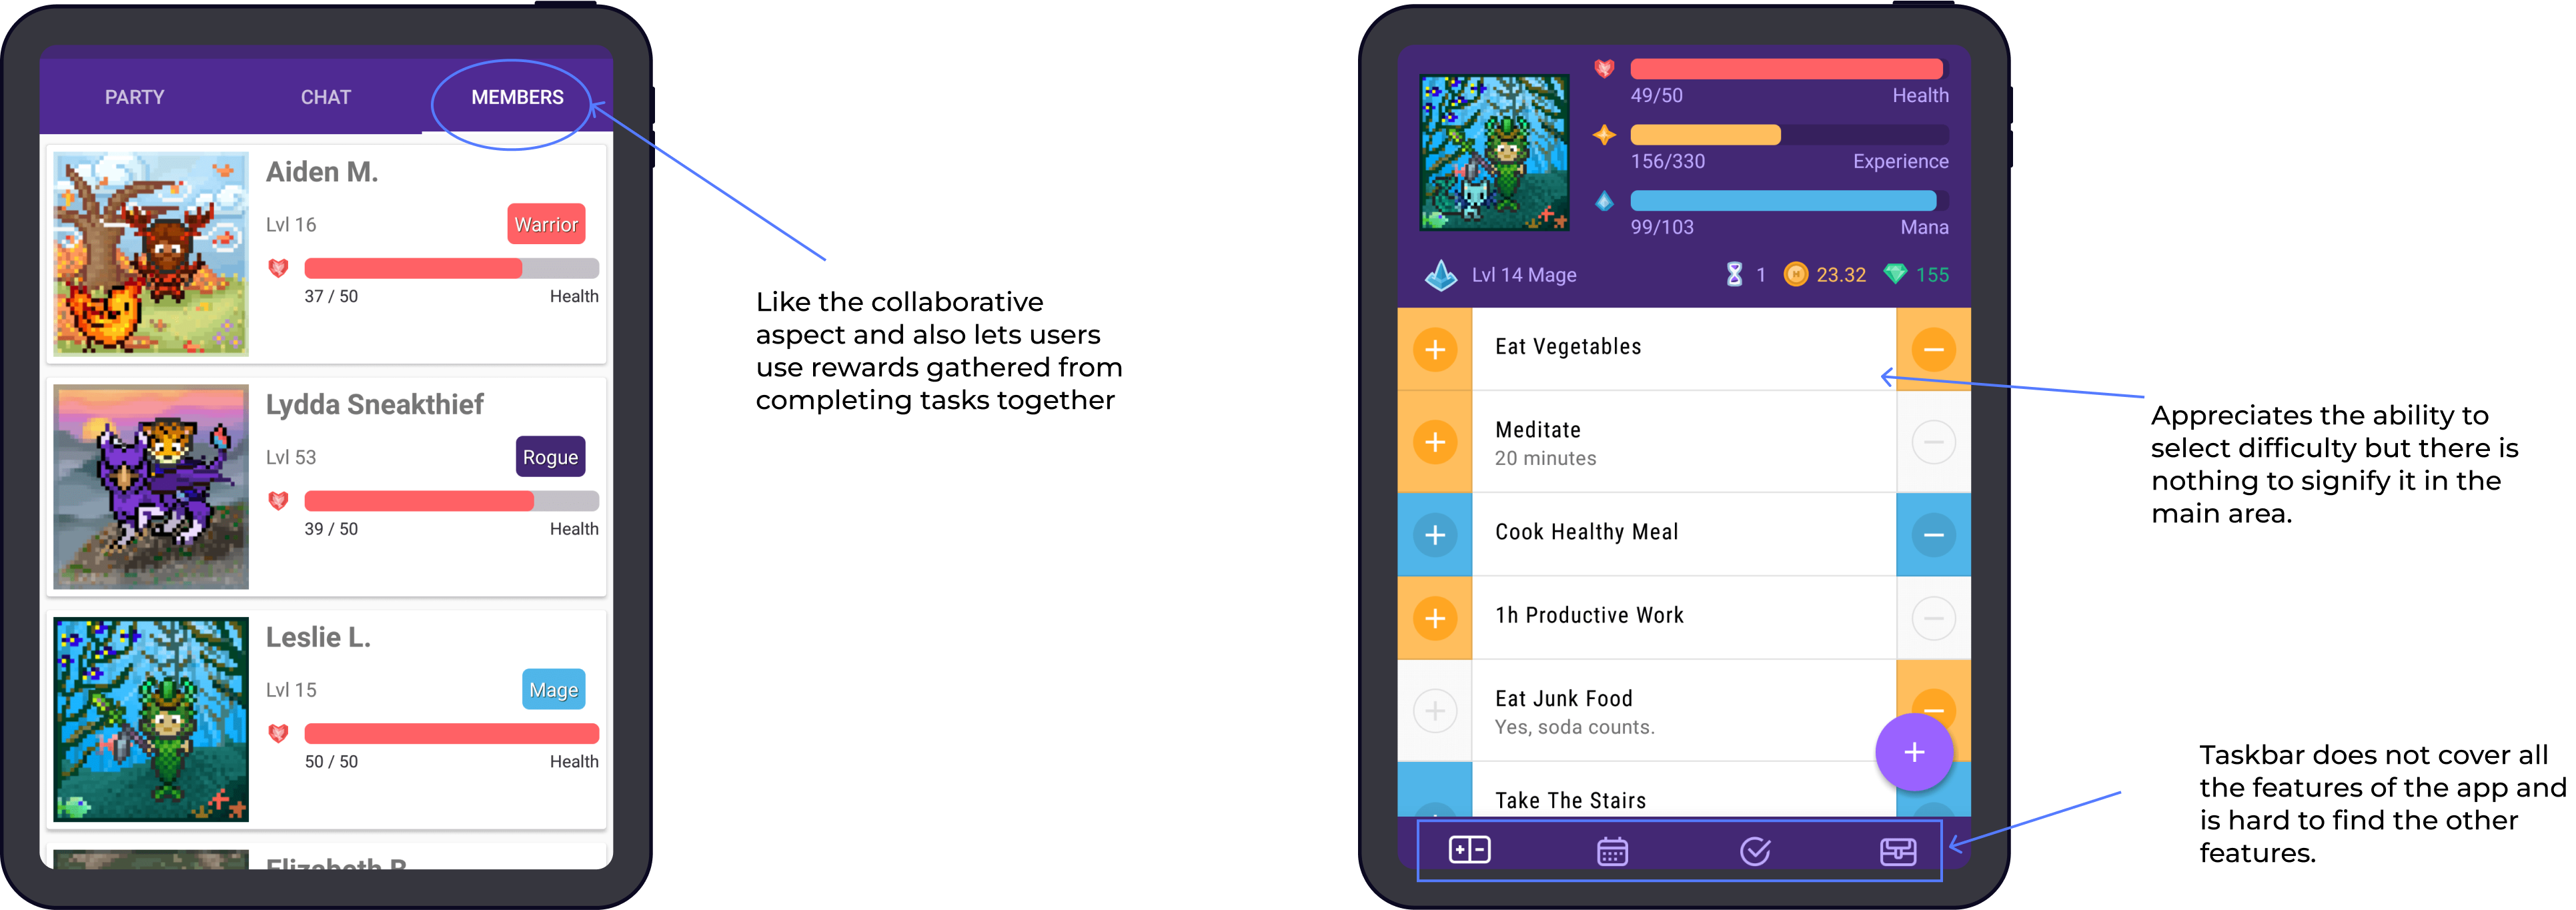 PARTY CHAT MEMBERS
Aiden M.
Lvl 16 Warrior
37 / 50 Health
Lydda Sneakthief
Lvl 53 Rogue
39 / 50 Health
Leslie L.
Lvl 15 Mage
50 / 50 Health
Like the collaborative
aspect and also lets users
use rewards gathered from
completing tasks together
49/50 Health
156/330 Experience
99/103 Mana
Lvl 14 Mage 1 23.32 155
Eat Vegetables
Meditate
20 minutes
Cook Healthy Meal
1h Productive Work
Eat Junk Food
Yes, soda counts.
Take The Stairs
Appreciates the ability to
select difficulty but there is
nothing to signify it in the
main area.
Taskbar does not cover all
the features of the app and
is hard to find the other
features.